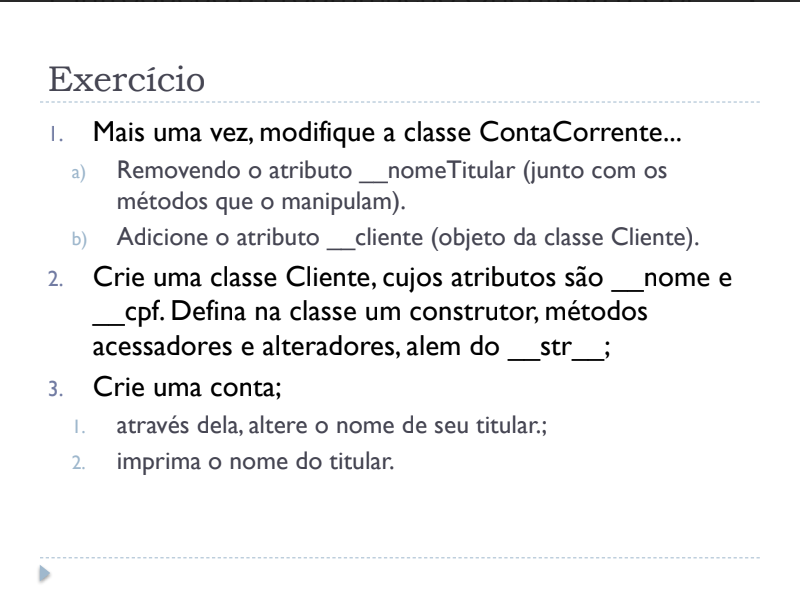 Exercício
1. Mais uma vez, modifique a classe ContaCorrente...
a) Removendo o atributo __nomeTitular (junto com os
métodos que o manipulam).
b) Adicione o atributo __cliente (objeto da classe Cliente).
2. Crie uma classe Cliente, cujos atributos são __nome e
__cpf. Defina na classe um construtor, métodos
acessadores e alteradores, alem do __str__;
3. Crie uma conta;
1. através dela, altere o nome de seu titular.;
2. imprima o nome do titular.